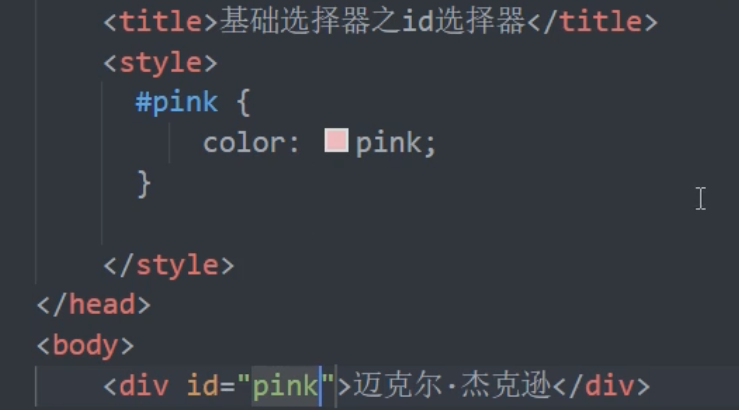 <title>基础选择器之id选择器</title>
<style>
#pink {
color: pink;
}
</style>
</head>
<body>
<div id="pink">迈克尔·杰克逊</div>